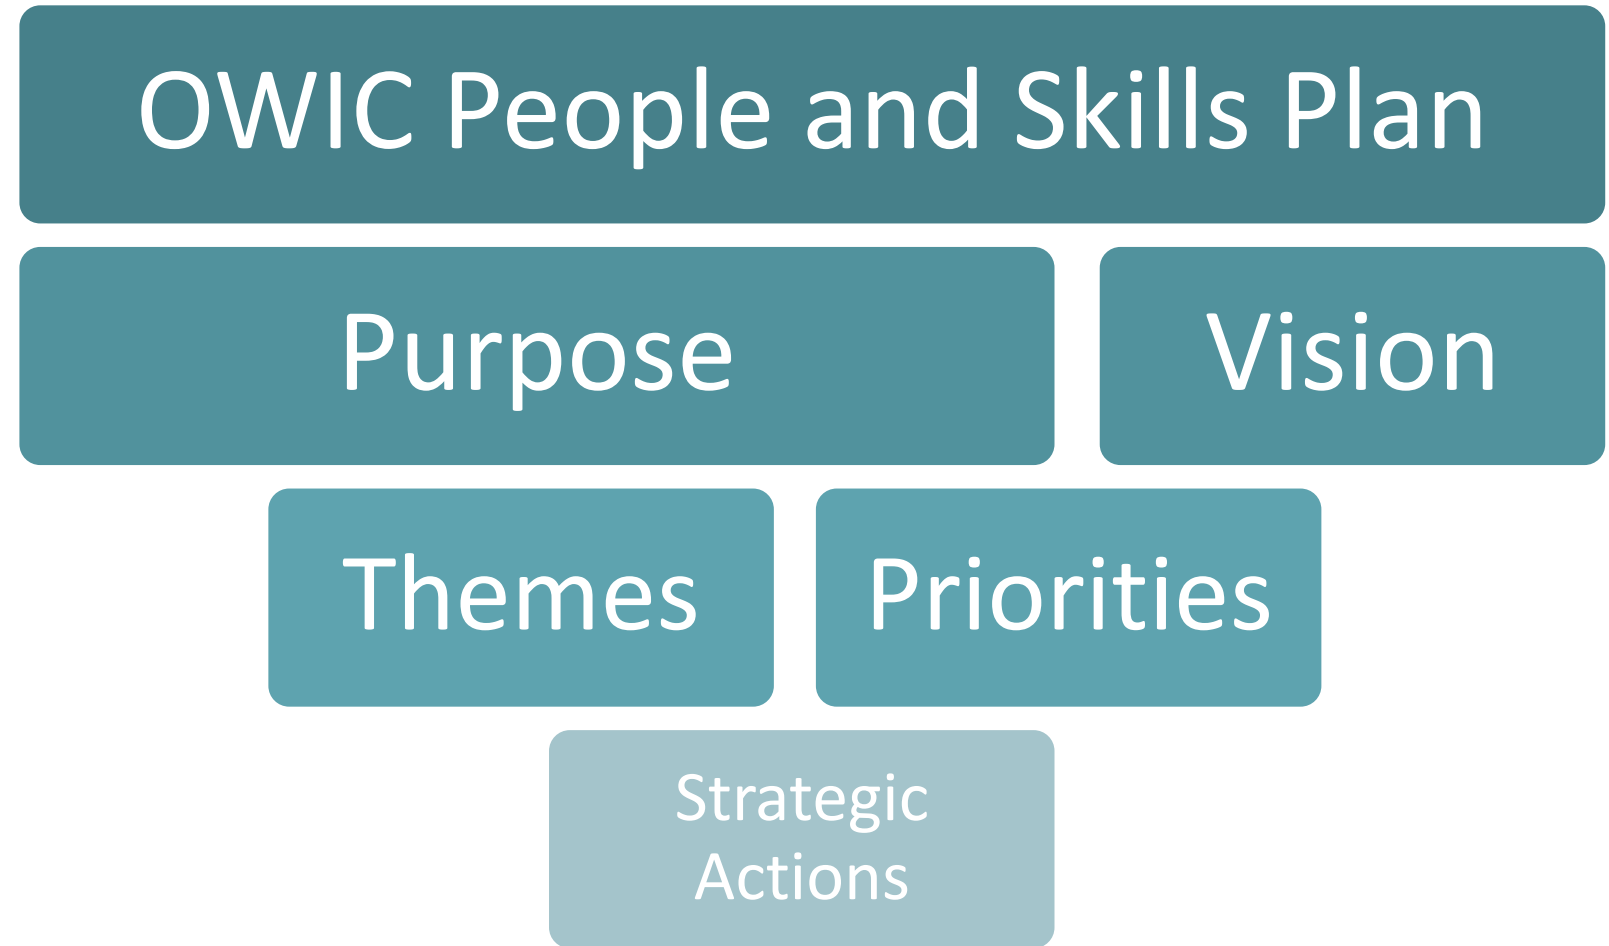 OWIC People and Skills Plan
Purpose
Vision
Themes
Priorities
Strategic
Actions